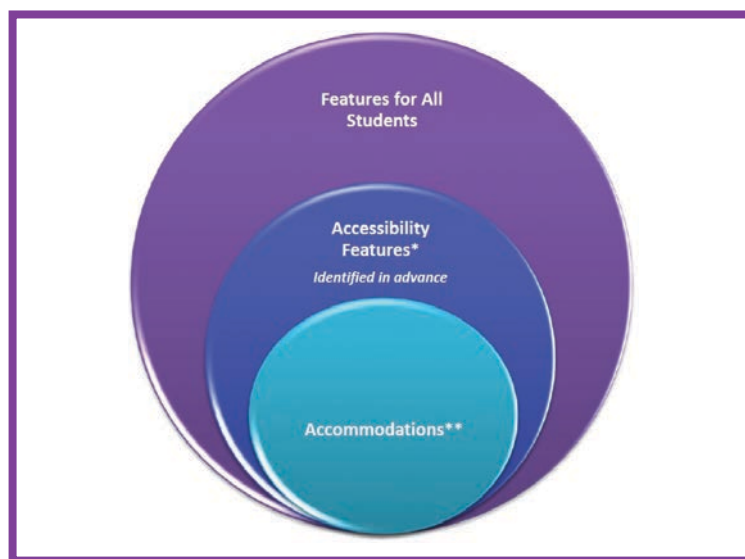 Features for All
Students
Accessibility
Features*
Identified in advance
Accommodations**